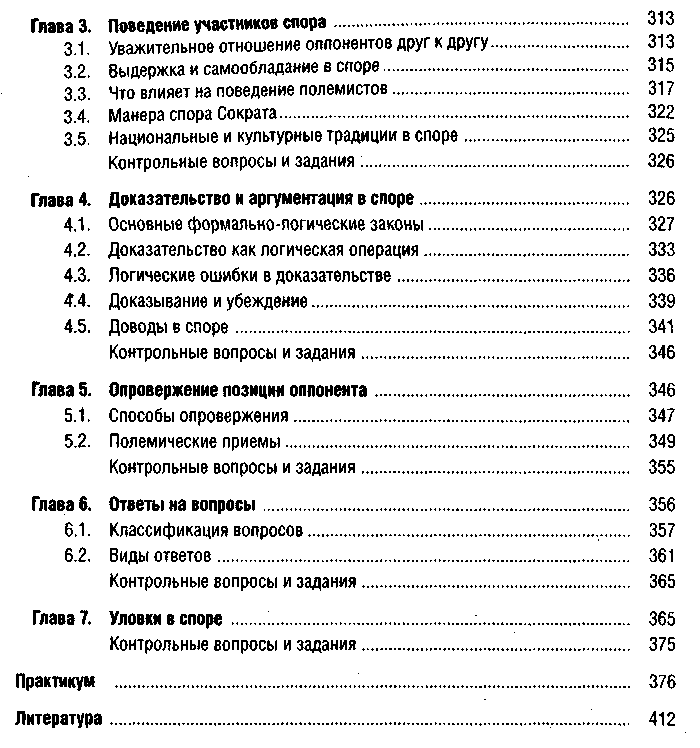 Глава 3. Поведение участников спора ........ 313
3.1. Уважительное отношение оппонентов друг к другу ........ 313
3.2. Выдержка и самообладание в споре ........ 315
3.3. Что влияет на поведение полемистов ........ 317
3.4. Манера спора Сократа ........ 322
3.5. Национальные и культурные традиции в споре ........ 325
Контрольные вопросы и задания ........ 326
Глава 4. Доказательство и аргументация в споре ........ 326
4.1. Основные формально-логические законы ........ 327
4.2. Доказательство как логическая операция ........ 333
4.3. Логические ошибки в доказательстве ........ 336
4.4. Доказывание и убеждение ........ 339
4.5. Доводы в споре ........ 341
Контрольные вопросы и задания ........ 346
Глава 5. Опровержение позиции оппонента ........ 346
5.1. Способы опровержения ........ 347
5.2. Полемические приемы ........ 349
Контрольные вопросы и задания ........ 355
Глава 6. Ответы на вопросы ........ 356
6.1. Классификация вопросов ........ 357
6.2. Виды ответов ........ 361
Контрольные вопросы и задания ........ 365
Глава 7. Уловки в споре ........ 365
Контрольные вопросы и задания ........ 375
Практикум ........ 376
Литература ........ 412